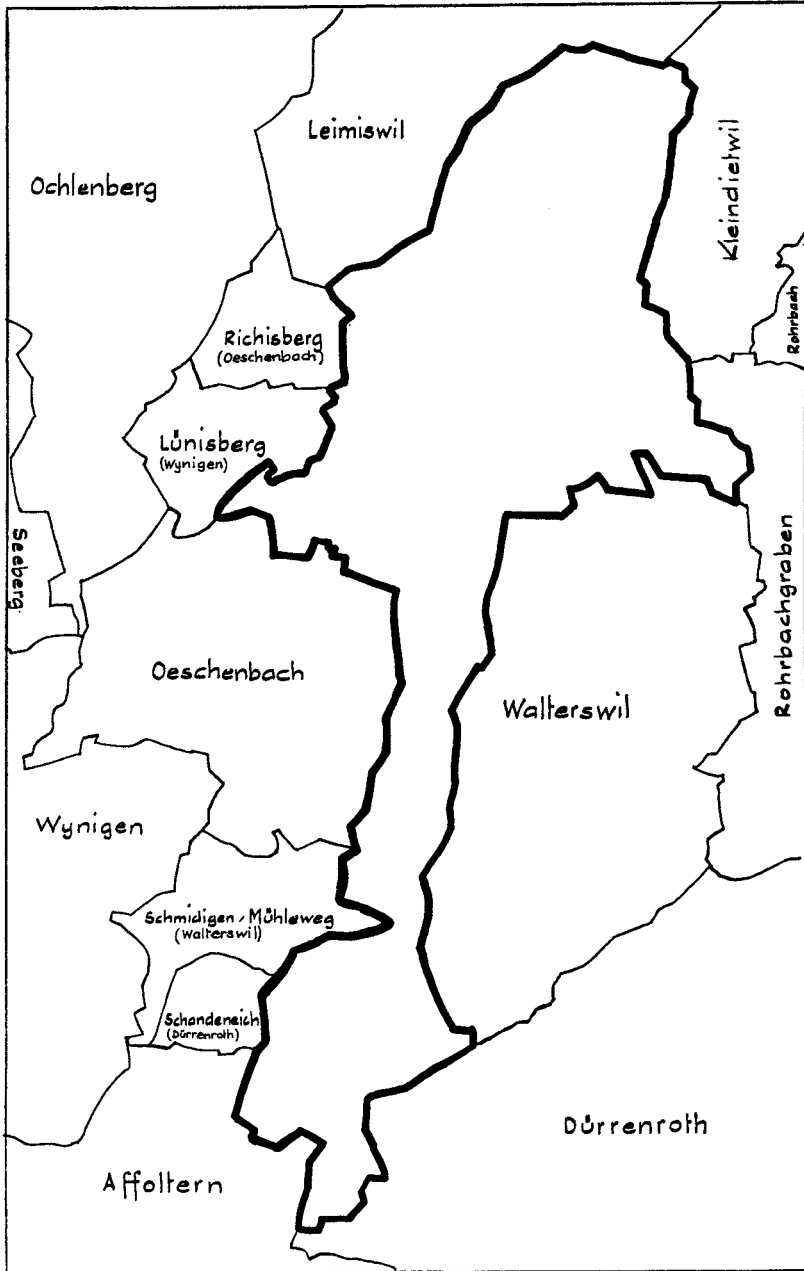 Leimiswil
Ochlenberg
Kleindietwil
Rohrbach
Richisberg
(Oeschenbach)
Lünisberg
(Wynigen)
Seeberg
Rohrbachgraben
Oeschenbach
Walterswil
Wynigen
Schmidigen-Mühleweg
(Walterswil)
Schandeneich
(Dürrenroth)
Dürrenroth
Affoltern